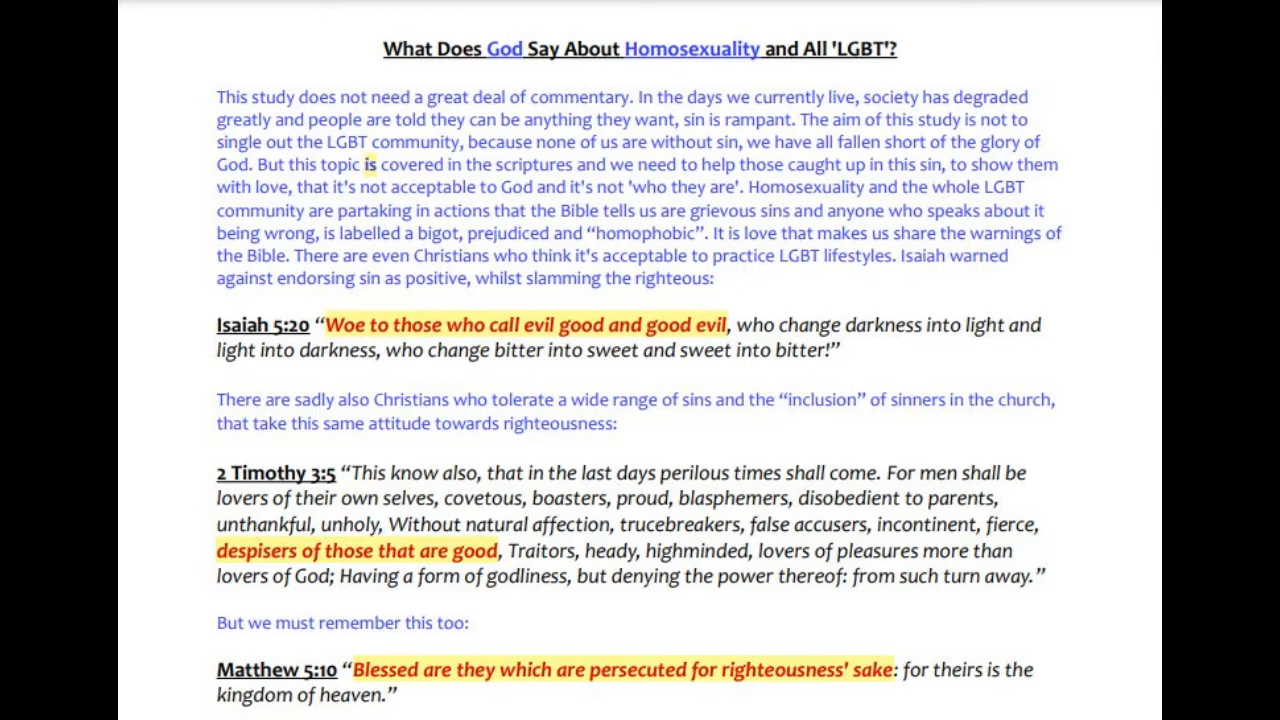 What Does God Say About Homosexuality and All 'LGBT'?
This study does not need a great deal of commentary. In the days we currently live, society has degraded
greatly and people are told they can be anything they want, sin is rampant. The aim of this study is not to
single out the LGBT community, because none of us are without sin, we have all fallen short of the glory of
God. But this topic is covered in the scriptures and we need to help those caught up in this sin, to show them
with love, that it's not acceptable to God and it's not 'who they are'. Homosexuality and the whole LGBT
community are partaking in actions that the Bible tells us are grievous sins and anyone who speaks about it
being wrong, is labelled a bigot, prejudiced and “homophobic”. It is love that makes us share the warnings of
the Bible. There are even Christians who think it's acceptable to practice LGBT lifestyles. Isaiah warned
against endorsing sin as positive, whilst slamming the righteous:
Isaiah 5:20 “Woe to those who call evil good and good evil, who change darkness into light and
light into darkness, who change bitter into sweet and sweet into bitter!”
There are sadly also Christians who tolerate a wide range of sins and the “inclusion” of sinners in the church,
that take this same attitude towards righteousness:
2 Timothy 3:5 “This know also, that in the last days perilous times shall come. For men shall be
lovers of their own selves, covetous, boasters, proud, blasphemers, disobedient to parents,
unthankful, unholy, Without natural affection, trucebreakers, false accusers, incontinent, fierce,
despisers of those that are good, Traitors, heady, highminded, lovers of pleasures more than
lovers of God; Having a form of godliness, but denying the power thereof: from such turn away.”
But we must remember this too:
Matthew 5:10 “Blessed are they which are persecuted for righteousness' sake: for theirs is the
kingdom of heaven.”